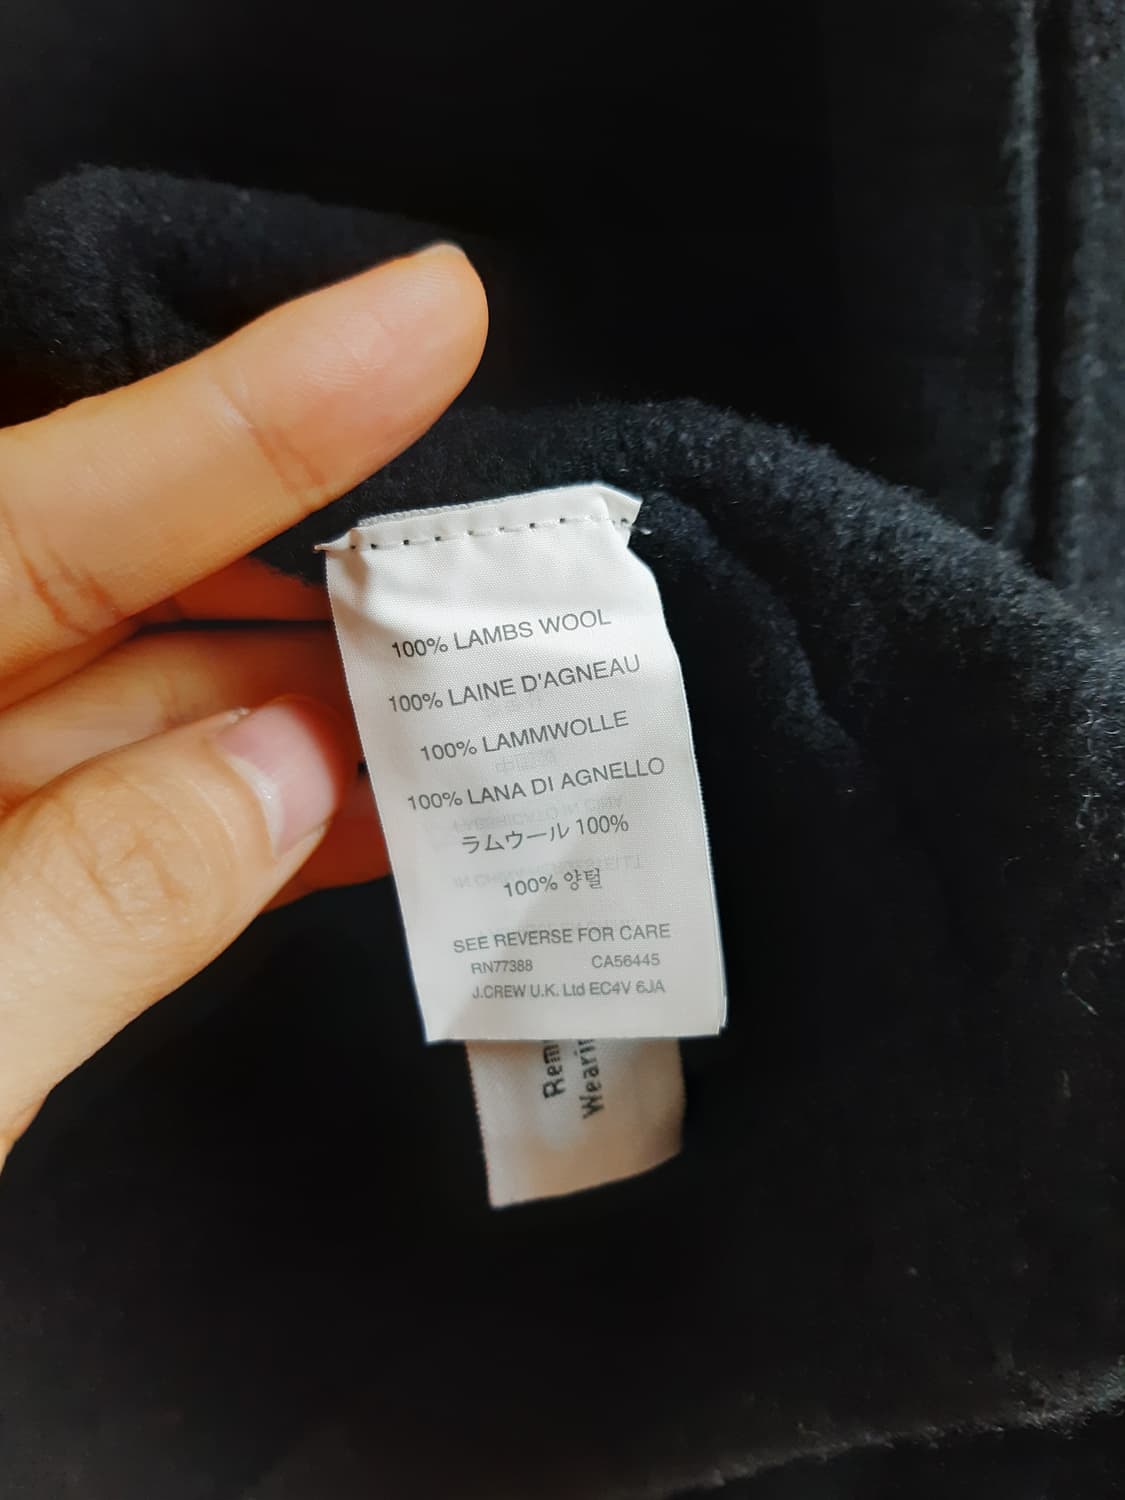 100% LAMBS WOOL
100% LAINE D'AGNEAU
100% LAMMWOLLE
100% LANA DI AGNELLO
ラムウール 100%
100% 양털
SEE REVERSE FOR CARE
RN77388 CA56445
J.CREW U.K. Ltd EC4V 6JA